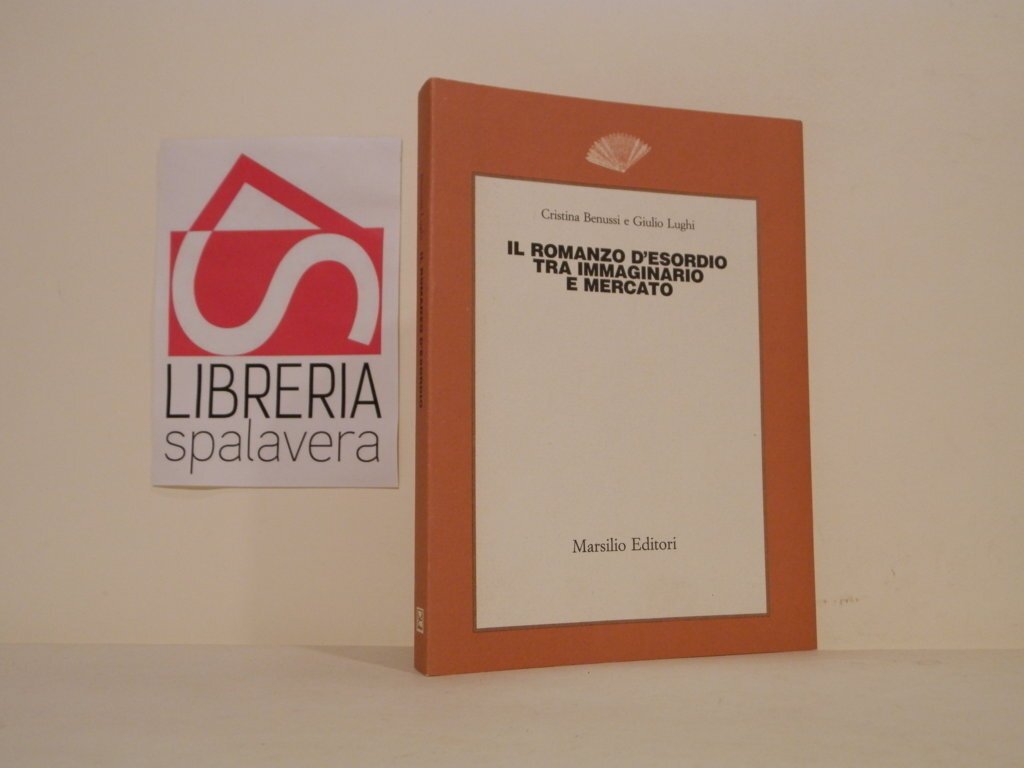 LIBRERIA
spalavera
Cristina Benussi e Giulio Lughi
IL ROMANZO D'ESORDIO
TRA IMMAGINARIO
E MERCATO
Marsilio Editori